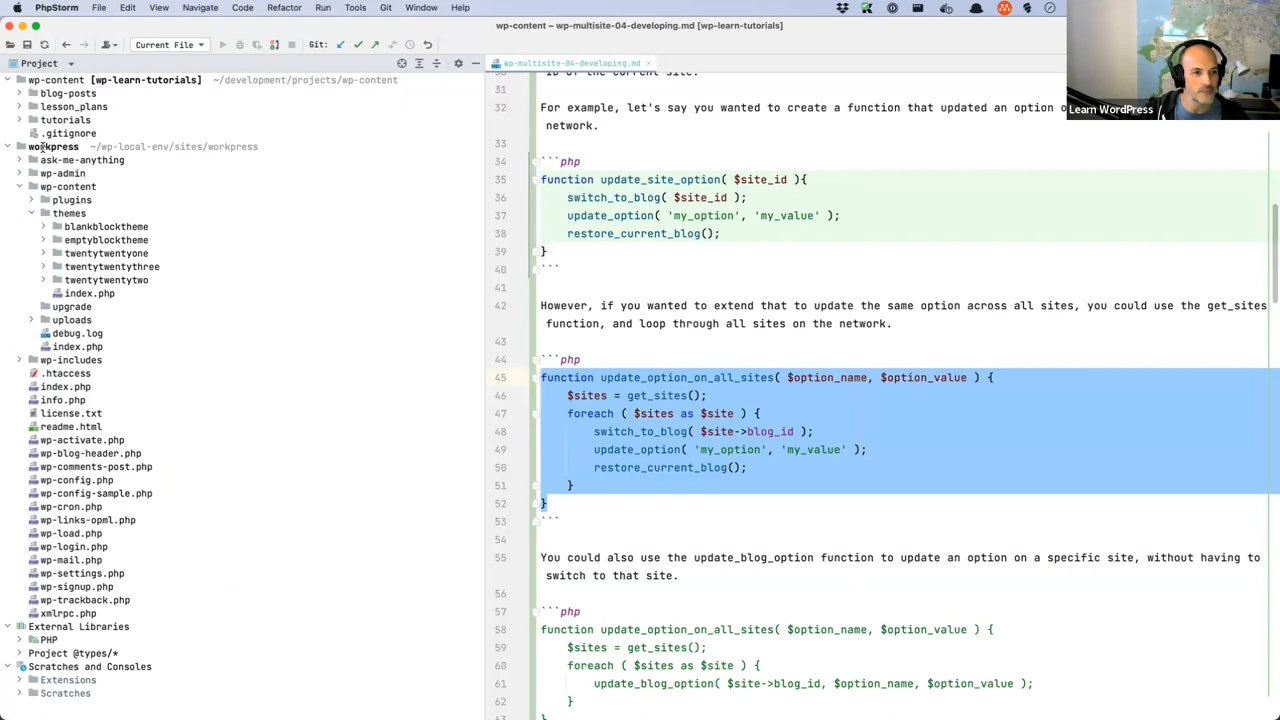 PhpStorm File Edit View Navigate Code Refactor Run Tools Git Window Help
wp-content – wp-multisite-04-developing.md [wp-learn-tutorials]
Current File
Git:
Project
wp-multisite-04-developing.md
wp-content [wp-learn-tutorials] ~/development/projects/wp-content
blog-posts
lesson_plans
tutorials
.gitignore
workpress ~/wp-local-env/sites/workpress
ask-me-anything
wp-admin
wp-content
plugins
themes
blankblocktheme
emptyblocktheme
twentytwentyone
twentytwentythree
twentytwentytwo
index.php
upgrade
uploads
debug.log
index.php
wp-includes
.htaccess
index.php
info.php
license.txt
readme.html
wp-activate.php
wp-blog-header.php
wp-comments-post.php
wp-config.php
wp-config-sample.php
wp-cron.php
wp-links-opml.php
wp-load.php
wp-login.php
wp-mail.php
wp-settings.php
wp-signup.php
wp-trackback.php
xmlrpc.php
External Libraries
PHP
Project @types/*
Scratches and Consoles
Extensions
Scratches
ID of the current site.
31
32 For example, let's say you wanted to create a function that updated an option o
network.
33
34 ```php
35 function update_site_option( $site_id ){
36 switch_to_blog( $site_id );
37 update_option( 'my_option', 'my_value' );
38 restore_current_blog();
39 }
40 ```
41
42 However, if you wanted to extend that to update the same option across all sites, you could use the get_sites
function, and loop through all sites on the network.
43
44 ```php
45 function update_option_on_all_sites( $option_name, $option_value ) {
46 $sites = get_sites();
47 foreach ( $sites as $site ) {
48 switch_to_blog( $site->blog_id );
49 update_option( 'my_option', 'my_value' );
50 restore_current_blog();
51 }
52 }
53 ```
54
55 You could also use the update_blog_option function to update an option on a specific site, without having to
switch to that site.
56
57 ```php
58 function update_option_on_all_sites( $option_name, $option_value ) {
59 $sites = get_sites();
60 foreach ( $sites as $site ) {
61 update_blog_option( $site->blog_id, $option_name, $option_value );
62 }
63 }
Learn WordPress